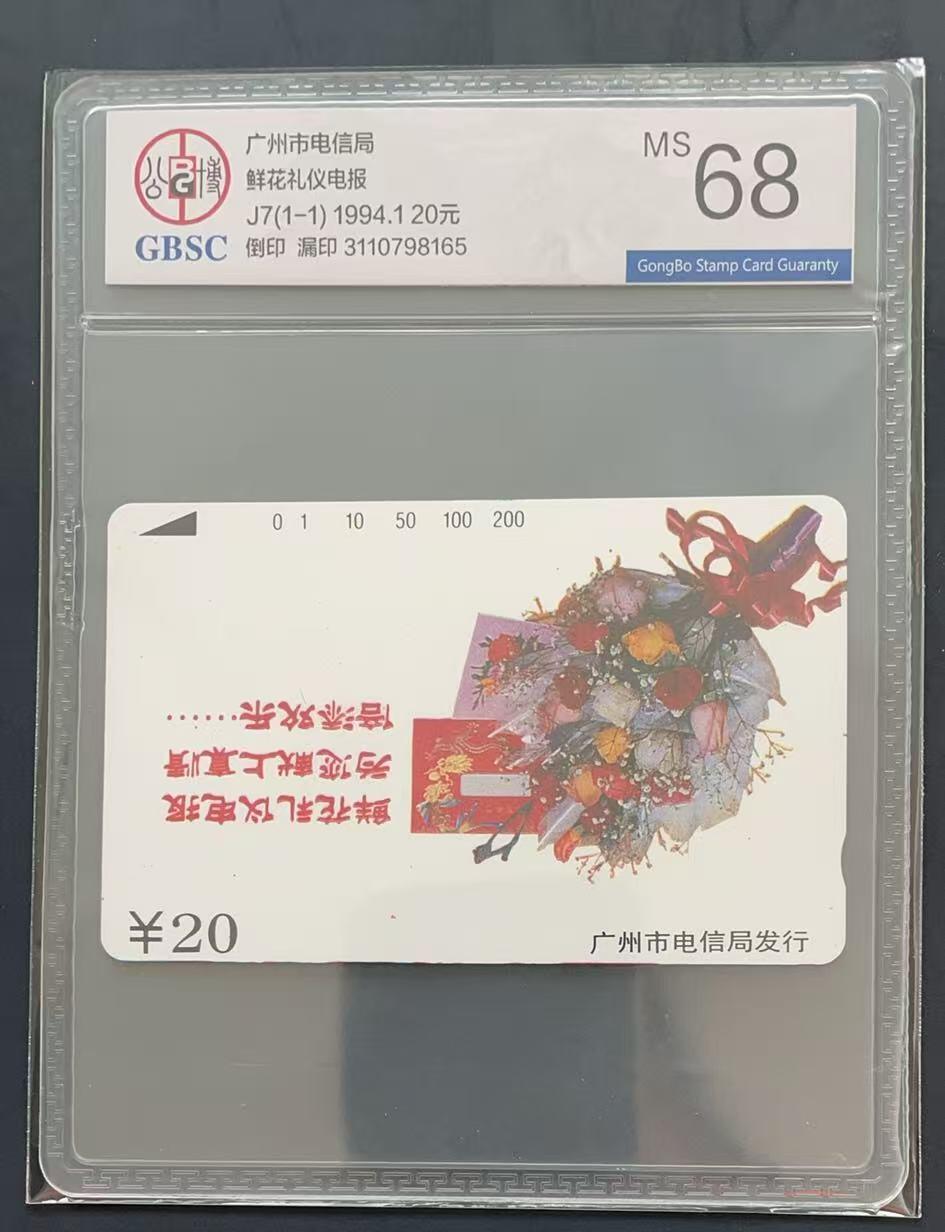 公 BG 博
GBSC
广州市电信局
鲜花礼仪电报
J7(1-1) 1994.1 20元
倒印 漏印 3110798165
MS 68
GongBo Stamp Card Guaranty
0 1 10 50 100 200
鲜花礼仪电报
为您献上真情
倍添欢乐……
¥20
广州市电信局发行